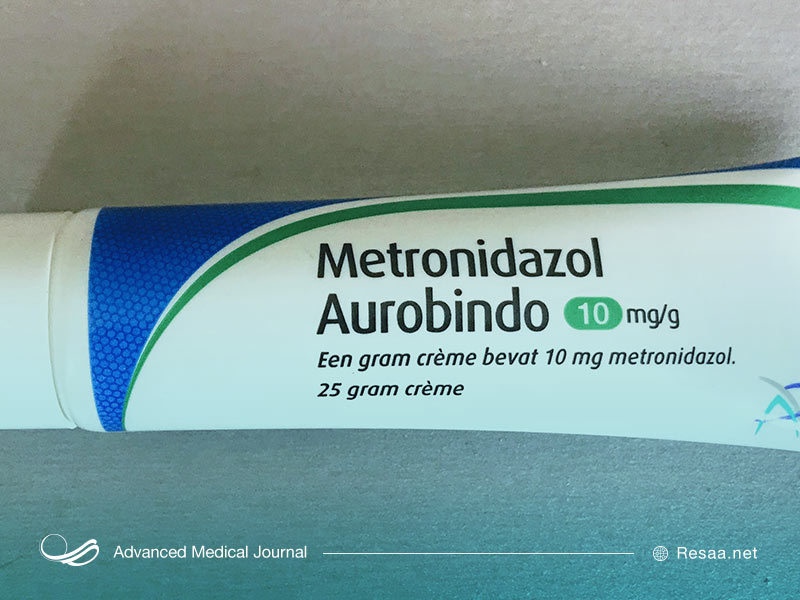 Metronidazol
Aurobindo 10 mg/g
Een gram crème bevat 10 mg metronidazol.
25 gram crème
Advanced Medical Journal
Resaa.net